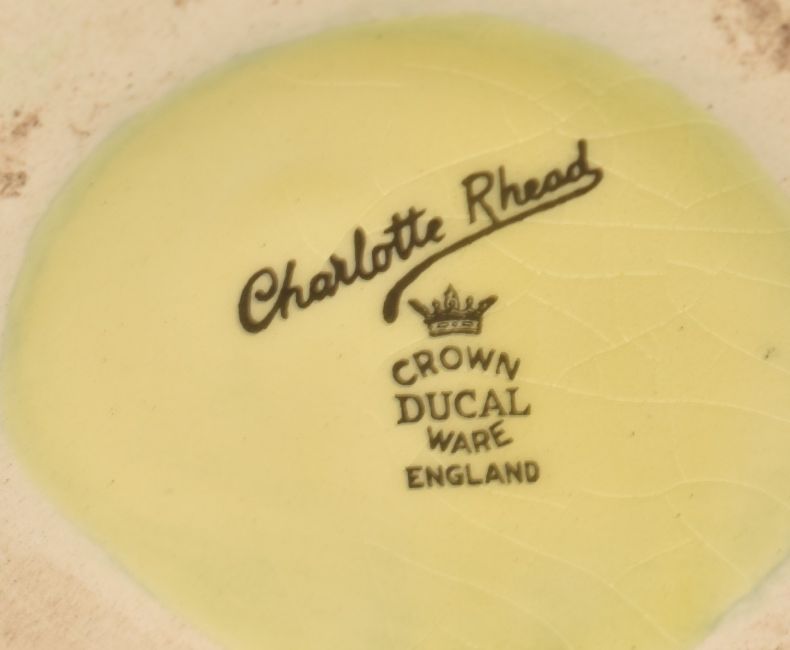 Charlotte Rhead
CROWN
DUCAL
WARE
ENGLAND